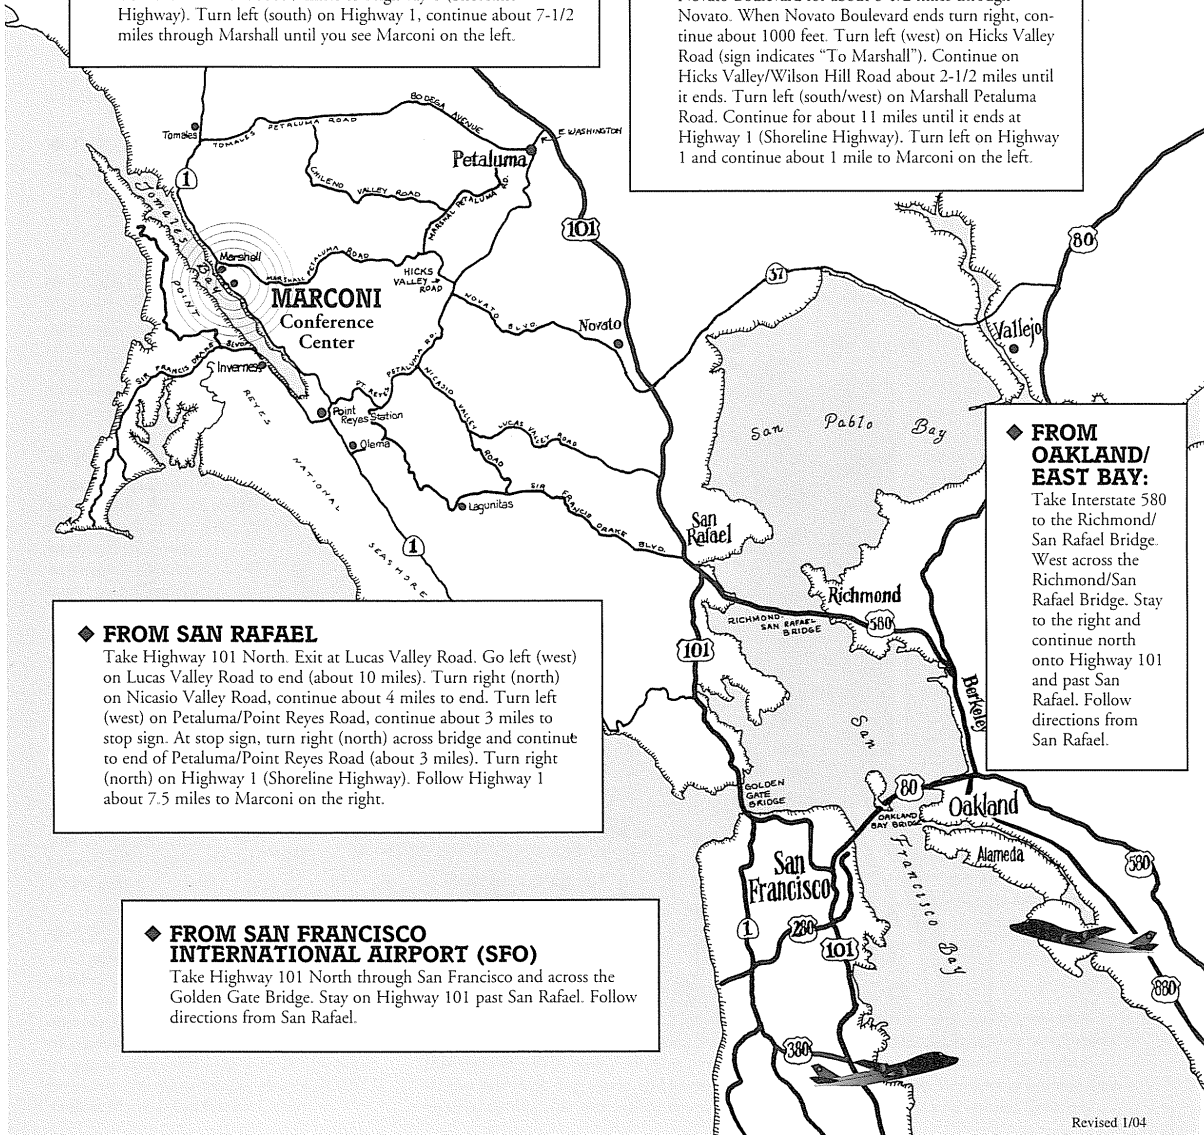 Highway). Turn left (south) on Highway 1, continue about 7-1/2
miles through Marshall until you see Marconi on the left.
Novato. When Novato Boulevard ends turn right, con-
tinue about 1000 feet. Turn left (west) on Hicks Valley
Road (sign indicates “To Marshall”). Continue on
Hicks Valley/Wilson Hill Road about 2-1/2 miles until
it ends. Turn left (south/west) on Marshall Petaluma
Road. Continue for about 11 miles until it ends at
Highway 1 (Shoreline Highway). Turn left on Highway
1 and continue about 1 mile to Marconi on the left.
Tomales
TOMALES PETALUMA ROAD
BODEGA AVENUE
E. WASHINGTON
Petaluma
CHILENO VALLEY ROAD
MARSHAL PETALUMA RD.
1
101
80
37
Tomales Bay
Marshall
MARSHALL PETALUMA ROAD
HICKS
VALLEY
ROAD
MARCONI
Conference
Center
NOVATO BLVD.
Novato
Vallejo
POINT
REYES
NATIONAL
SEASHORE
SIR FRANCIS DRAKE BLVD.
Inverness
PT. REYES PETALUMA RD.
Point
Reyes Station
Olema
NICASIO VALLEY ROAD
LUCAS VALLEY ROAD
Lagunitas
SIR FRANCIS DRAKE BLVD.
1
San Pablo Bay
San
Rafael
Richmond
RICHMOND-
SAN RAFAEL
BRIDGE
580
101
Berkeley
FROM
OAKLAND/
EAST BAY:
Take Interstate 580
to the Richmond/
San Rafael Bridge.
West across the
Richmond/San
Rafael Bridge. Stay
to the right and
continue north
onto Highway 101
and past San
Rafael. Follow
directions from
San Rafael.
FROM SAN RAFAEL
Take Highway 101 North. Exit at Lucas Valley Road. Go left (west)
on Lucas Valley Road to end (about 10 miles). Turn right (north)
on Nicasio Valley Road, continue about 4 miles to end. Turn left
(west) on Petaluma/Point Reyes Road, continue about 3 miles to
stop sign. At stop sign, turn right (north) across bridge and continue
to end of Petaluma/Point Reyes Road (about 3 miles). Turn right
(north) on Highway 1 (Shoreline Highway). Follow Highway 1
about 7.5 miles to Marconi on the right.
GOLDEN
GATE
BRIDGE
80
OAKLAND
BAY BRIDGE
Oakland
Alameda
San Francisco Bay
San
Francisco
580
1
280
101
880
380
FROM SAN FRANCISCO
INTERNATIONAL AIRPORT (SFO)
Take Highway 101 North through San Francisco and across the
Golden Gate Bridge. Stay on Highway 101 past San Rafael. Follow
directions from San Rafael.
Revised 1/04